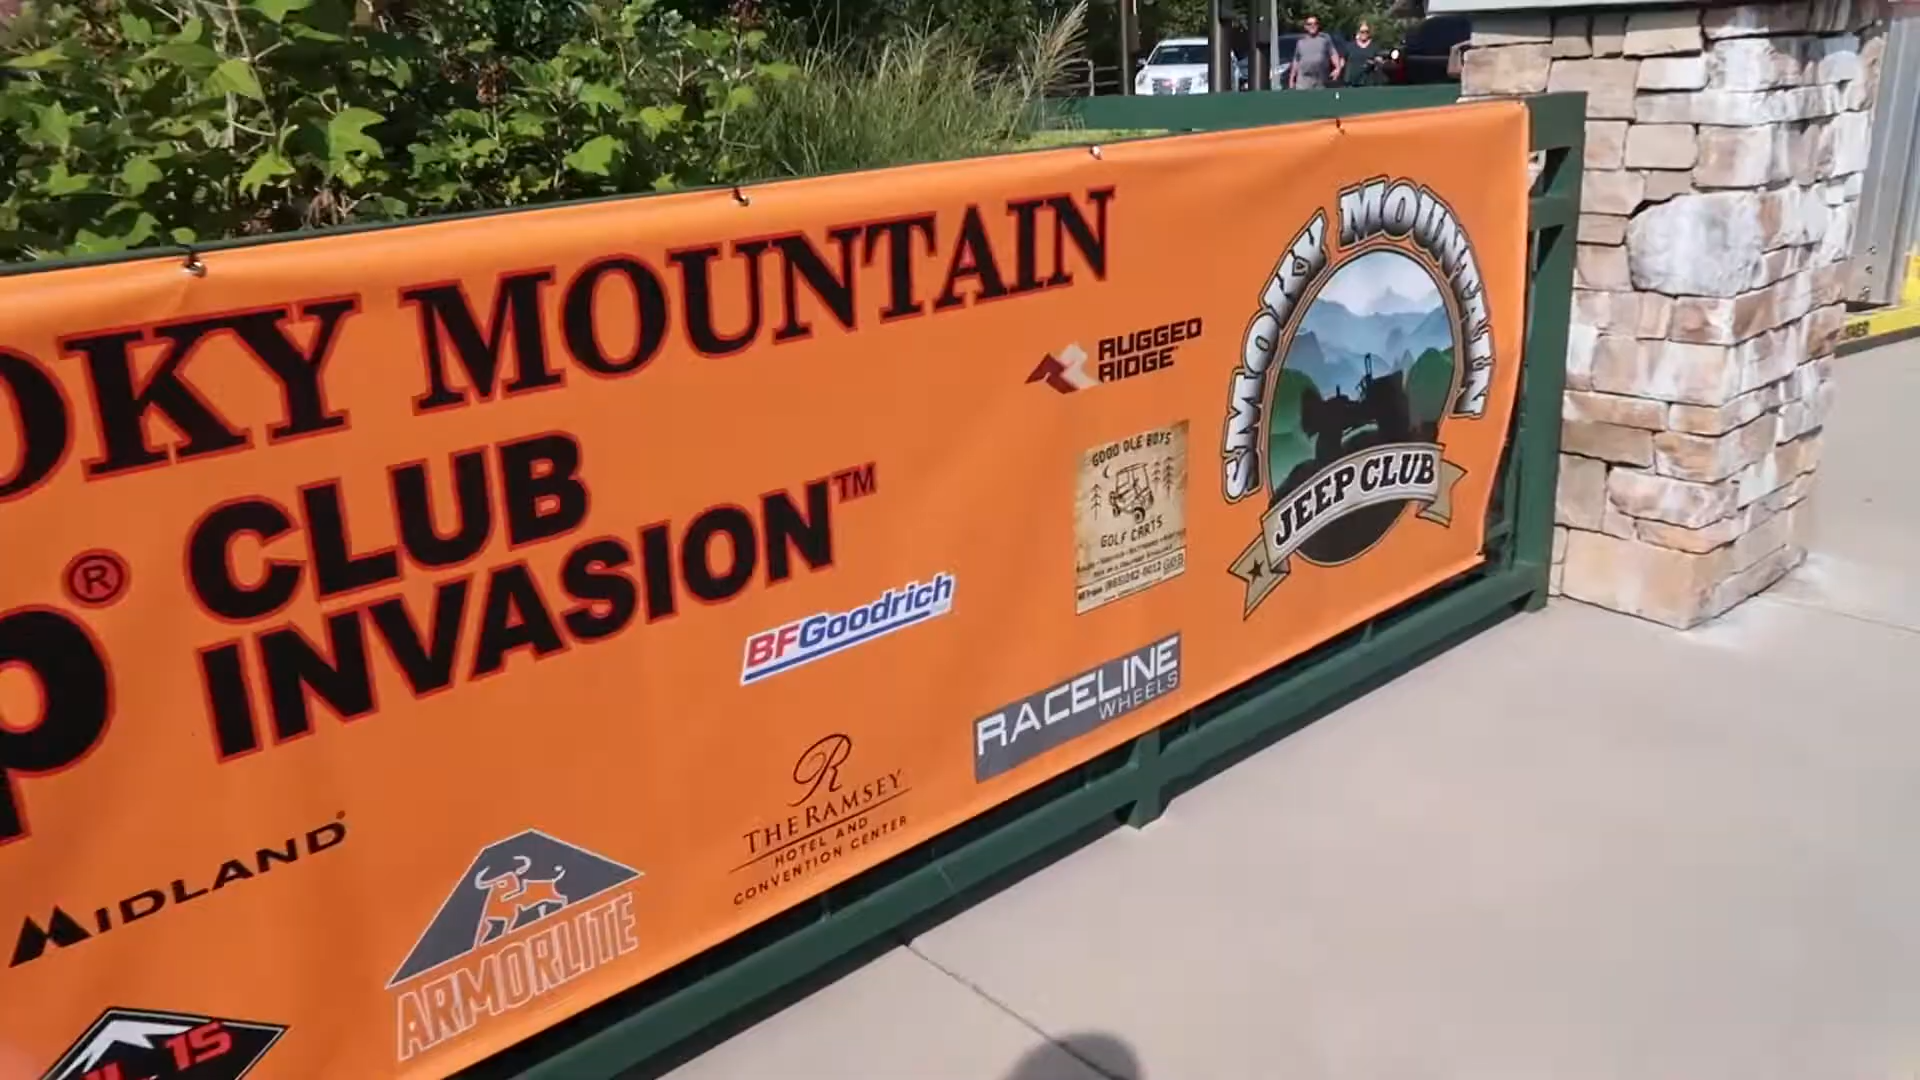 OKY MOUNTAIN
p® CLUB
INVASION™
RUGGED
RIDGE
GOOD OLE BOYS
GOLF CARTS
BFGoodrich
RACELINE
WHEELS
SMOKY MOUNTAIN
JEEP CLUB
MIDLAND
ARMORLITE
R
THE RAMSEY
HOTEL AND
CONVENTION CENTER
15